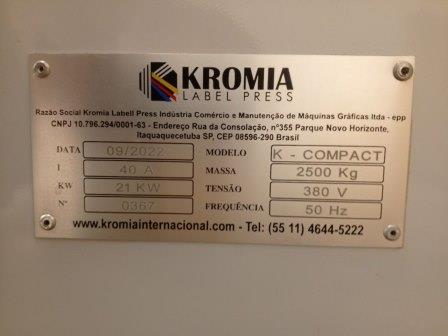 KROMIA
LABEL PRESS
Razão Social Kromia Labell Press Indústria Comércio e Manutenção de Máquinas Gráficas ltda - epp
CNPJ 10.796.294/0001-63 - Endereço Rua da Consolação, nº355 Parque Novo Horizonte,
Itaquaquecetuba SP, CEP 08596-290 Brasil
DATA 09/2022 MODELO K - COMPACT
I 40 A MASSA 2500 Kg
KW 21 KW TENSÃO 380 V
Nº 0367 FREQUÊNCIA 50 Hz
www.kromiainternacional.com - Tel: (55 11) 4644-5222